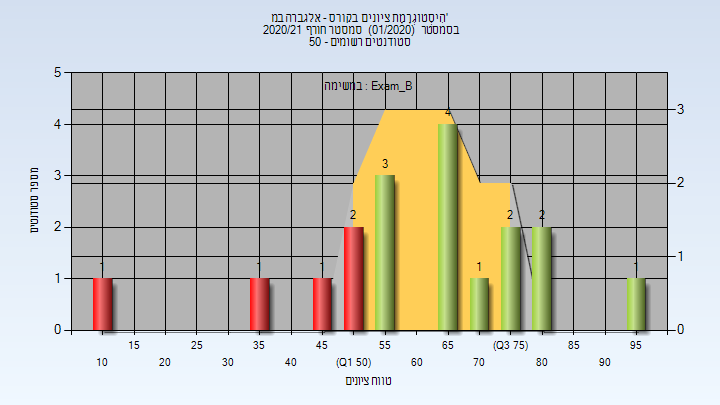 היסטוגרמת ציונים בקורס - אלגברה במ'
בסמסטר (01/2020) סמסטר חורף 2020/21
סטודנטים רשומים - 50
במשימה : Exam_B
מספר סטודנטים
5
4
3
2
1
0
3
2
1
0
1
1
1
2
3
4
1
2
2
1
15 25 35 45 55 65 (Q3 75) 85 95
10 20 30 40 (Q1 50) 60 70 80 90
טווח ציונים